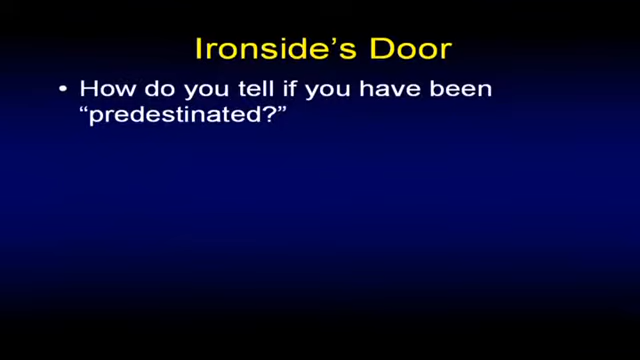 Ironside's Door
• How do you tell if you have been
“predestinated?”